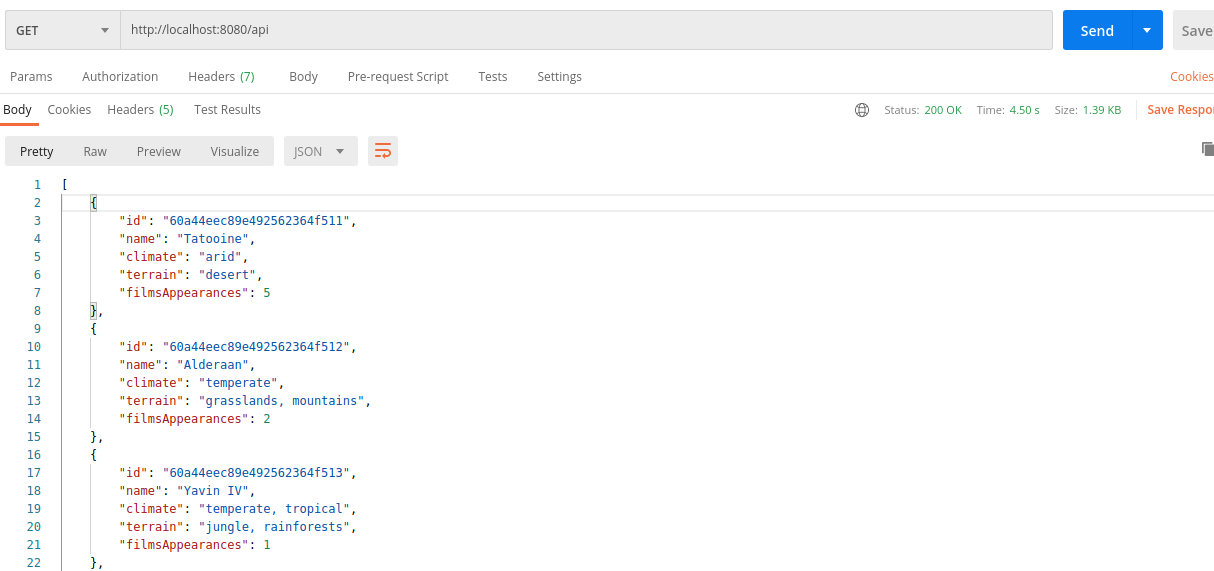 GET http://localhost:8080/api Send Save
Params Authorization Headers (7) Body Pre-request Script Tests Settings Cookies
Body Cookies Headers (5) Test Results Status: 200 OK Time: 4.50 s Size: 1.39 KB Save Respo
Pretty Raw Preview Visualize JSON
1 [
2 {
3 "id": "60a44eec89e492562364f511",
4 "name": "Tatooine",
5 "climate": "arid",
6 "terrain": "desert",
7 "filmsAppearances": 5
8 },
9 {
10 "id": "60a44eec89e492562364f512",
11 "name": "Alderaan",
12 "climate": "temperate",
13 "terrain": "grasslands, mountains",
14 "filmsAppearances": 2
15 },
16 {
17 "id": "60a44eec89e492562364f513",
18 "name": "Yavin IV",
19 "climate": "temperate, tropical",
20 "terrain": "jungle, rainforests",
21 "filmsAppearances": 1
22 },